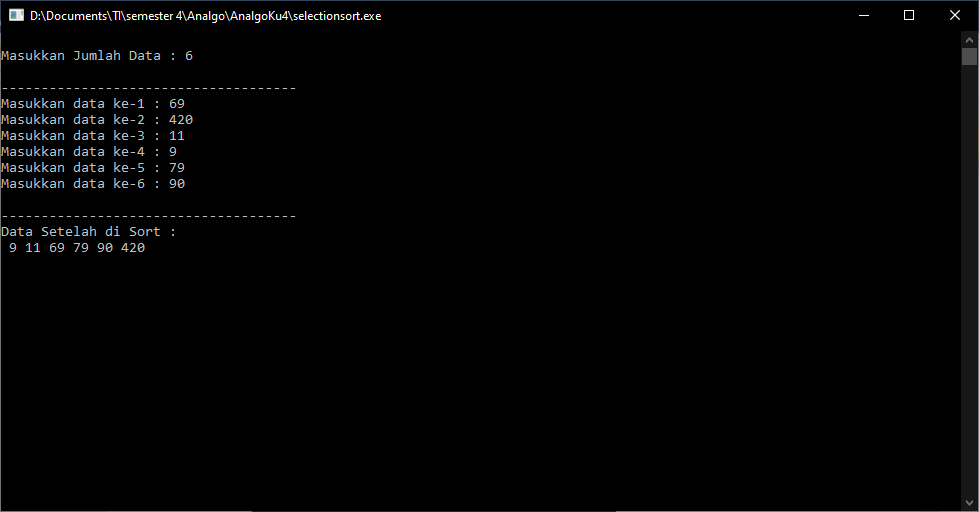 D:\Documents\TI\semester 4\Analgo\AnalgoKu4\selectionsort.exe
Masukkan Jumlah Data : 6
-------------------------------------
Masukkan data ke-1 : 69
Masukkan data ke-2 : 420
Masukkan data ke-3 : 11
Masukkan data ke-4 : 9
Masukkan data ke-5 : 79
Masukkan data ke-6 : 90
-------------------------------------
Data Setelah di Sort :
 9 11 69 79 90 420